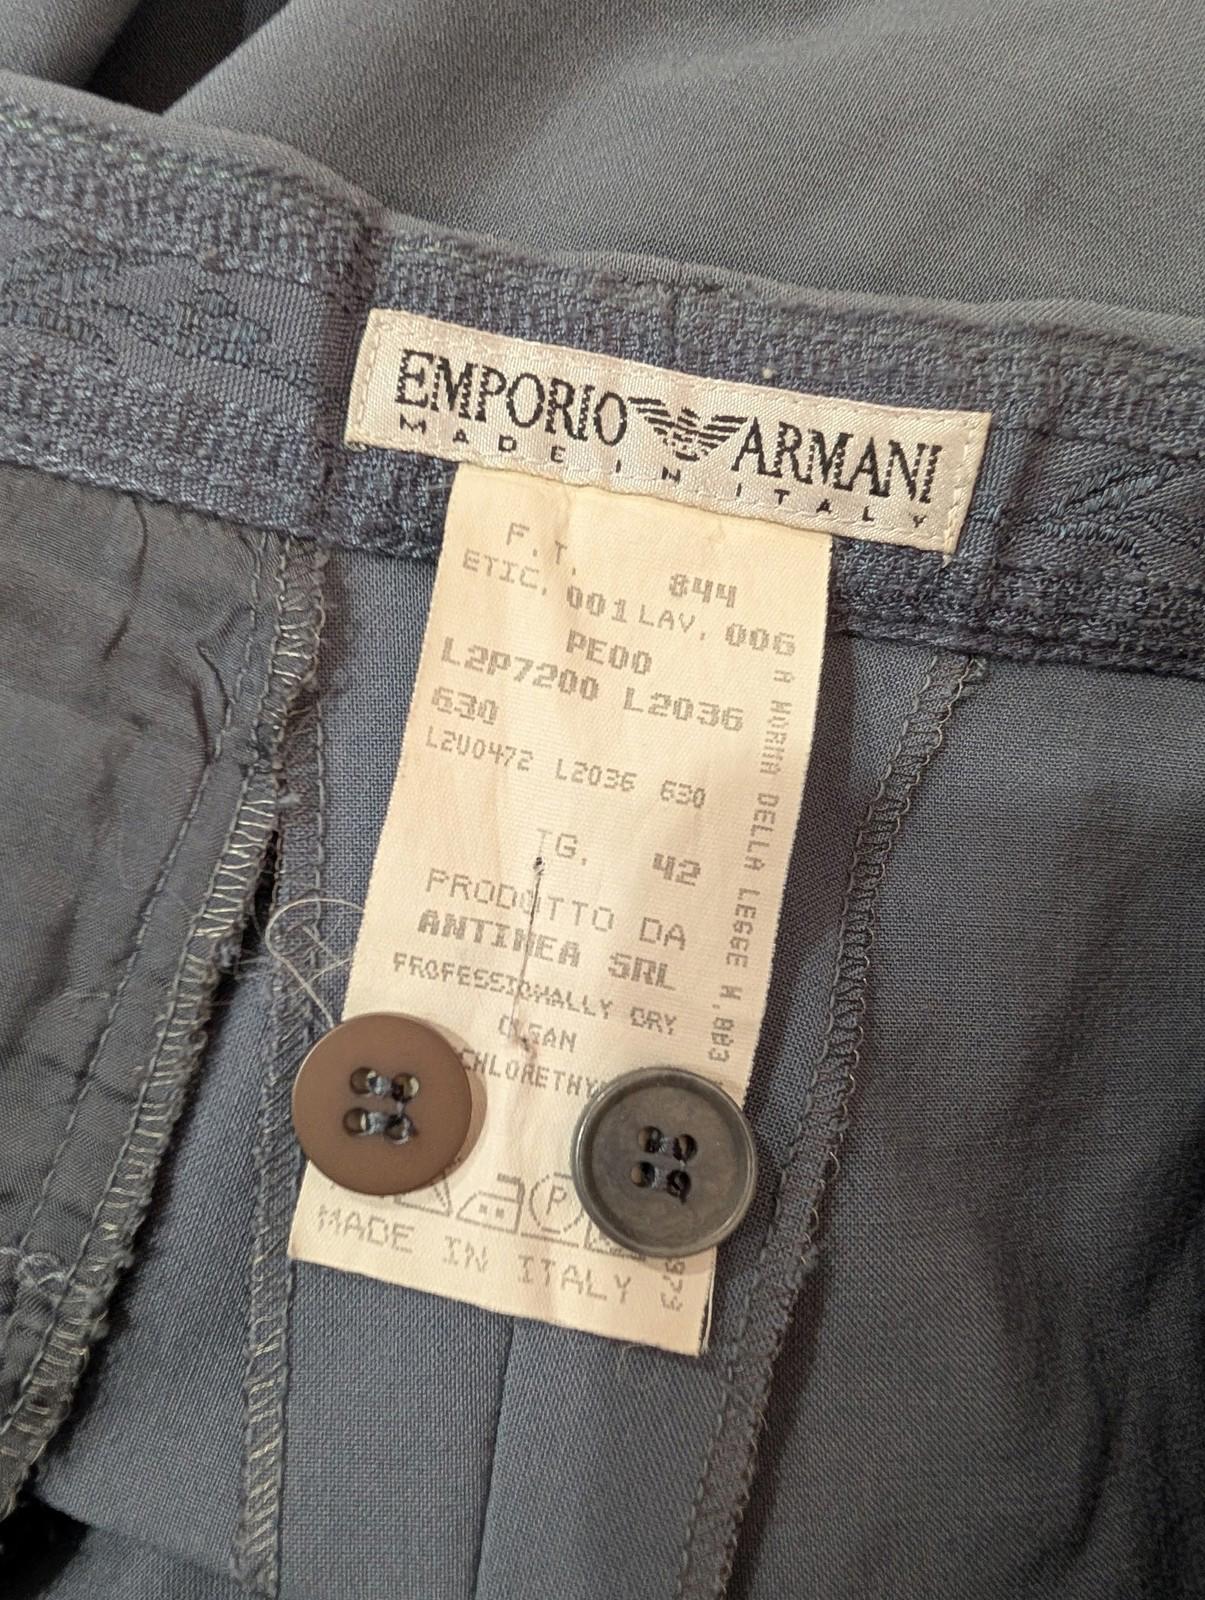 EMPORIO ARMANI
MADE IN ITALY
F.T. 844
ETIC. 001 LAV. 006
PE00
L2P7200 L2036
630
L2U0472 L2036 630
TG. 42
PRODOTTO DA
ANTINEA SRL
PROFESSIONALLY DRY
CLEAN
P
MADE IN ITALY
A NORMA DELLA LEGGE N. 883